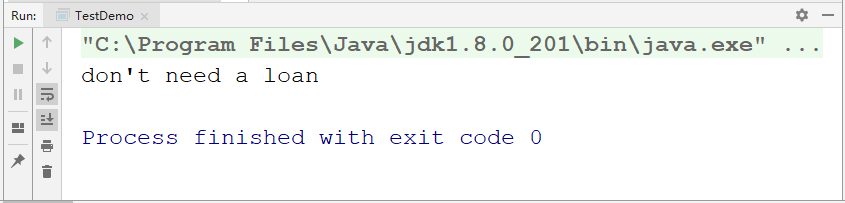 Run: TestDemo
"C:\Program Files\Java\jdk1.8.0_201\bin\java.exe" ...
don't need a loan
Process finished with exit code 0